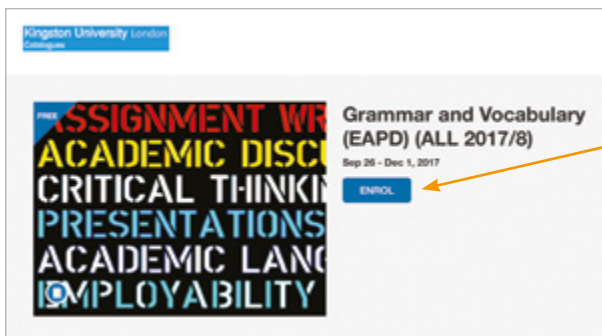 Kingston University London
Catalogues
FREE
ASSIGNMENT WR
ACADEMIC DISC
CRITICAL THINKI
PRESENTATIONS
ACADEMIC LANG
EMPLOYABILITY
Grammar and Vocabulary
(EAPD) (ALL 2017/8)
Sep 26 - Dec 1, 2017
ENROL